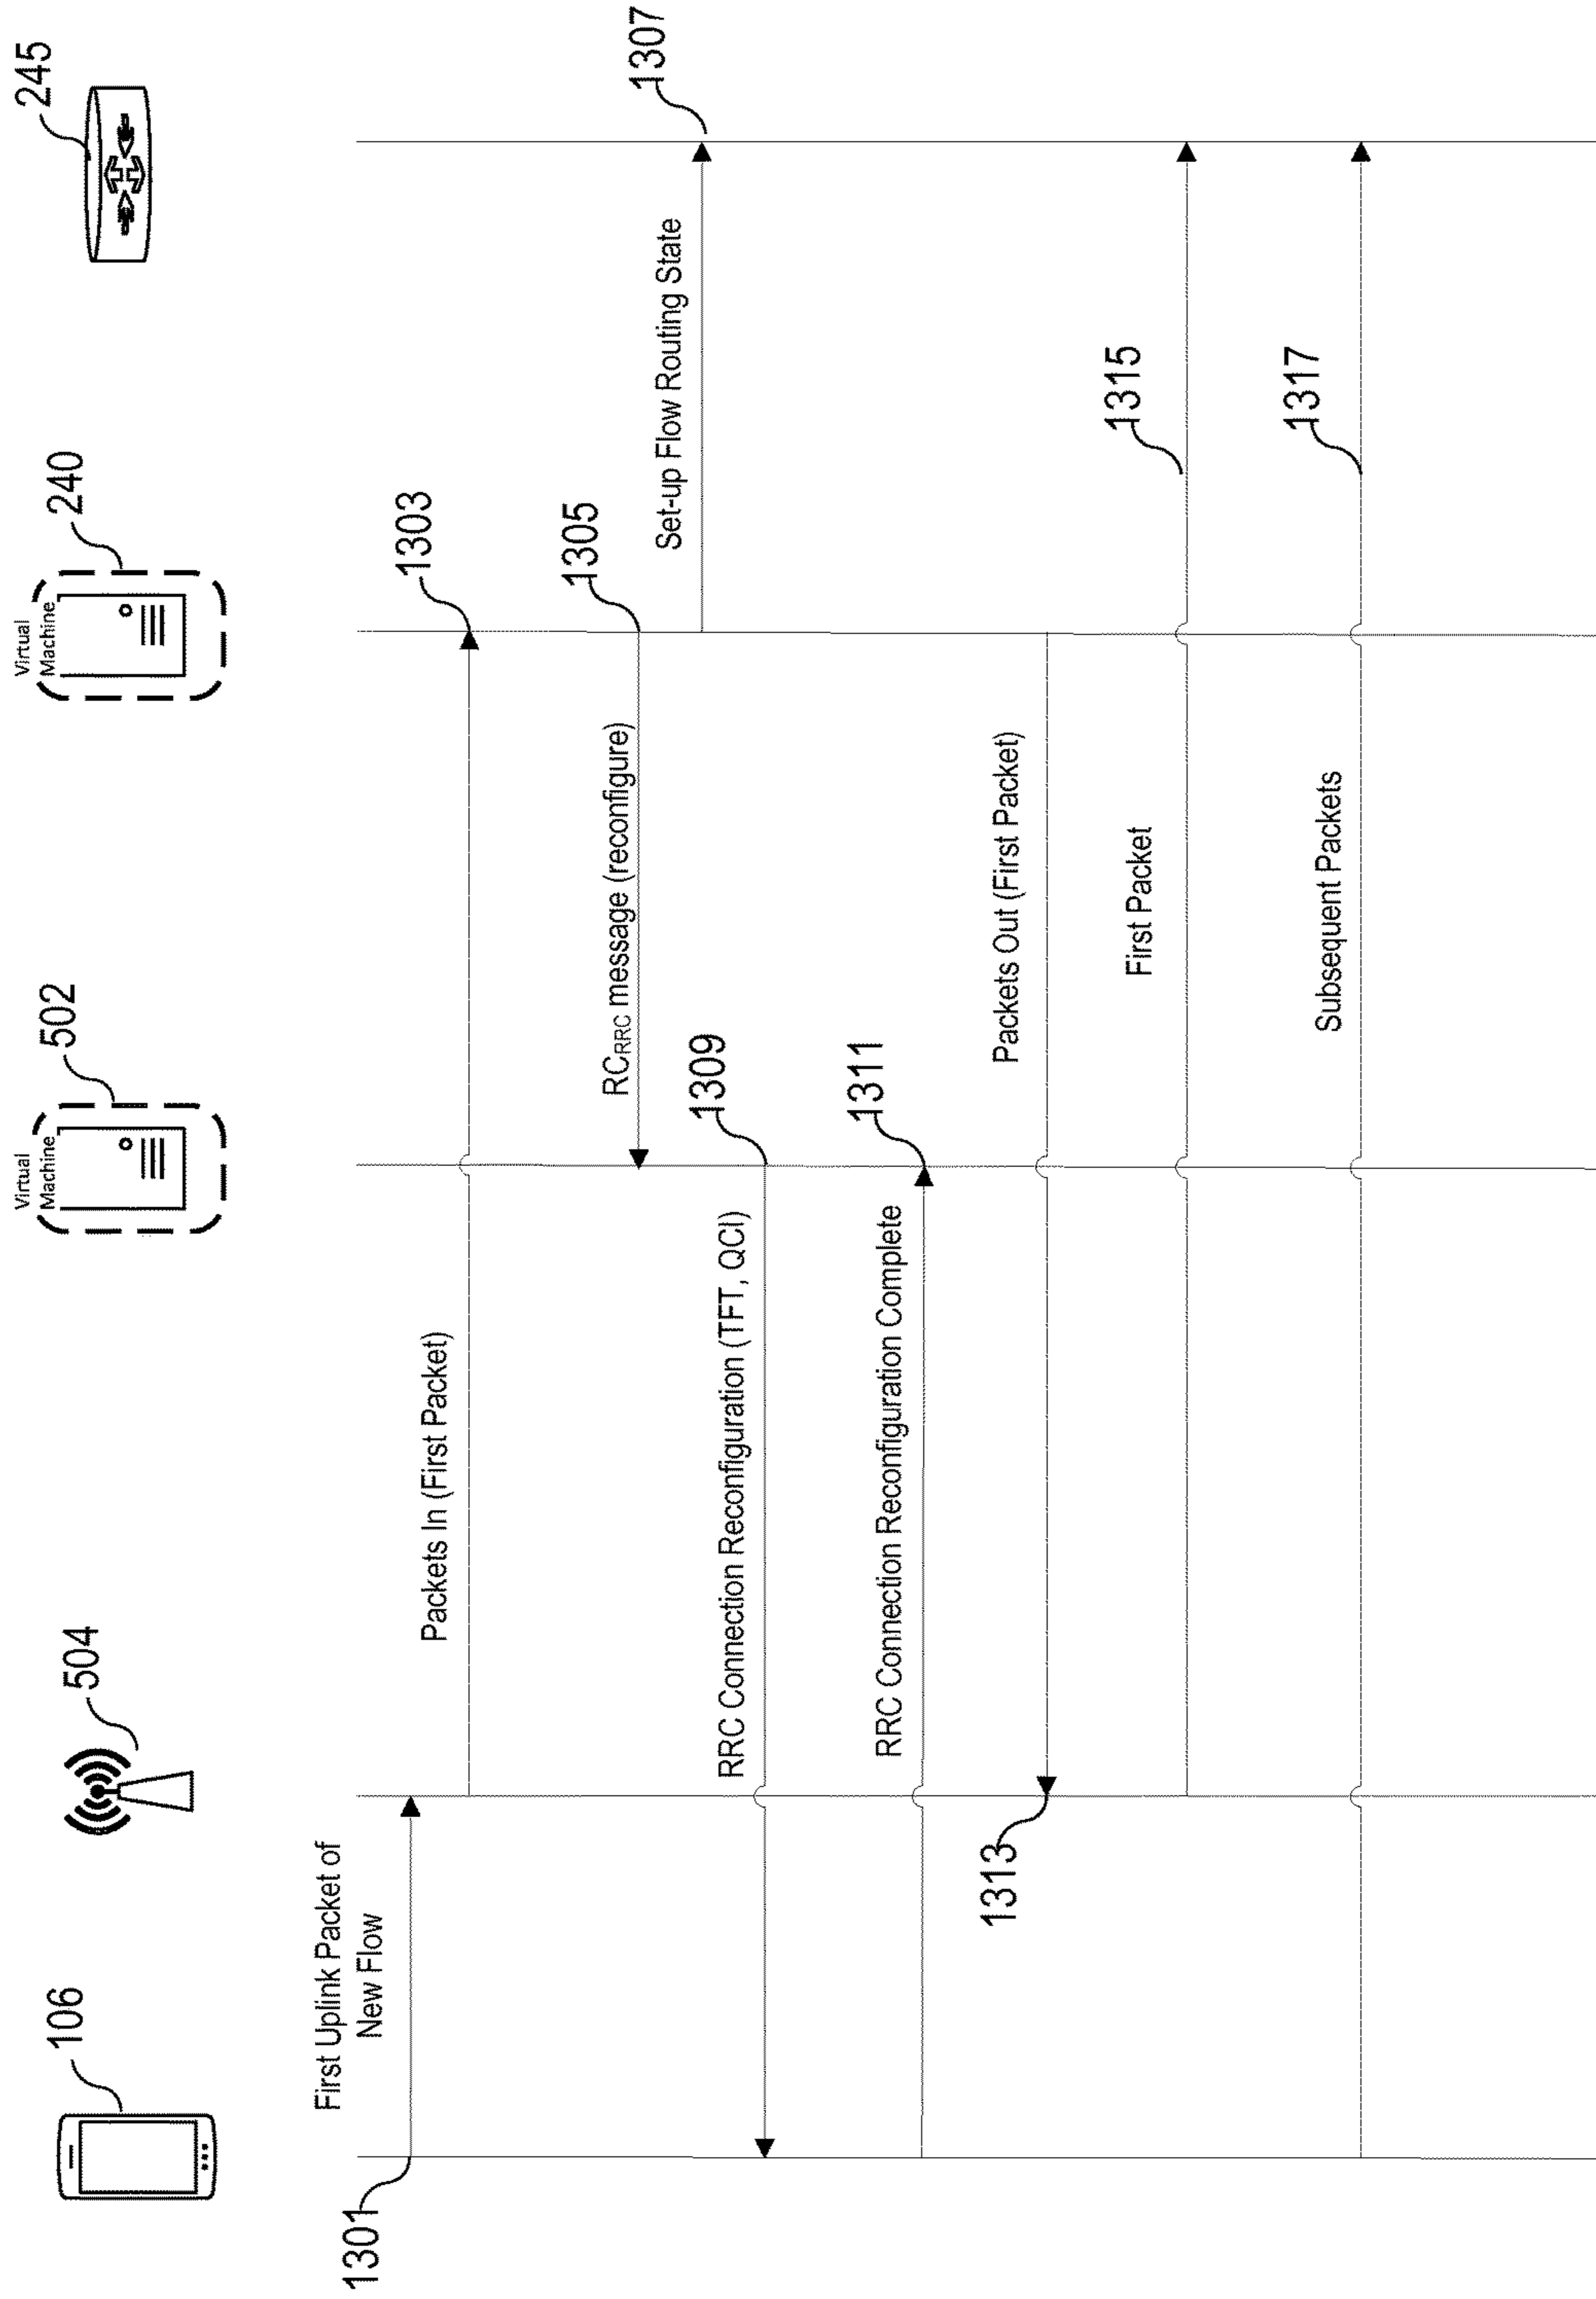 106
504
Virtual
Machine
502
Virtual
Machine
240
245
1301
First Uplink Packet of
New Flow
Packets In (First Packet)
1303
RC_RRC message (reconfigure)
1305
Set-up Flow Routing State
1307
RRC Connection Reconfiguration (TFT, QCI)
1309
RRC Connection Reconfiguration Complete
1311
1313
Packets Out (First Packet)
First Packet
1315
Subsequent Packets
1317